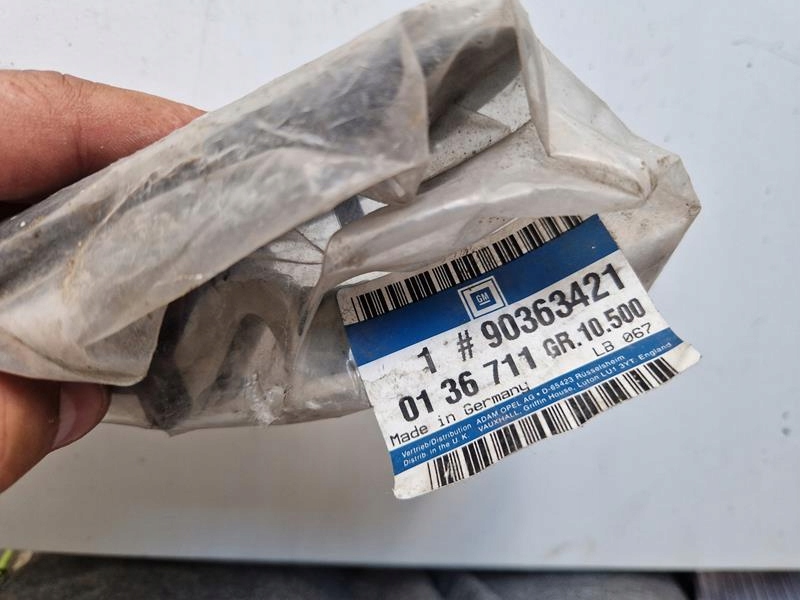 GM
1 # 90363421
01 36 711 GR.10.500
Made in Germany LB 067
Vertrieb/Distribution ADAM OPEL AG • D-65423 Rüsselsheim
Distrib. in the U.K. VAUXHALL, Griffin House, Luton LU1 3YT. England